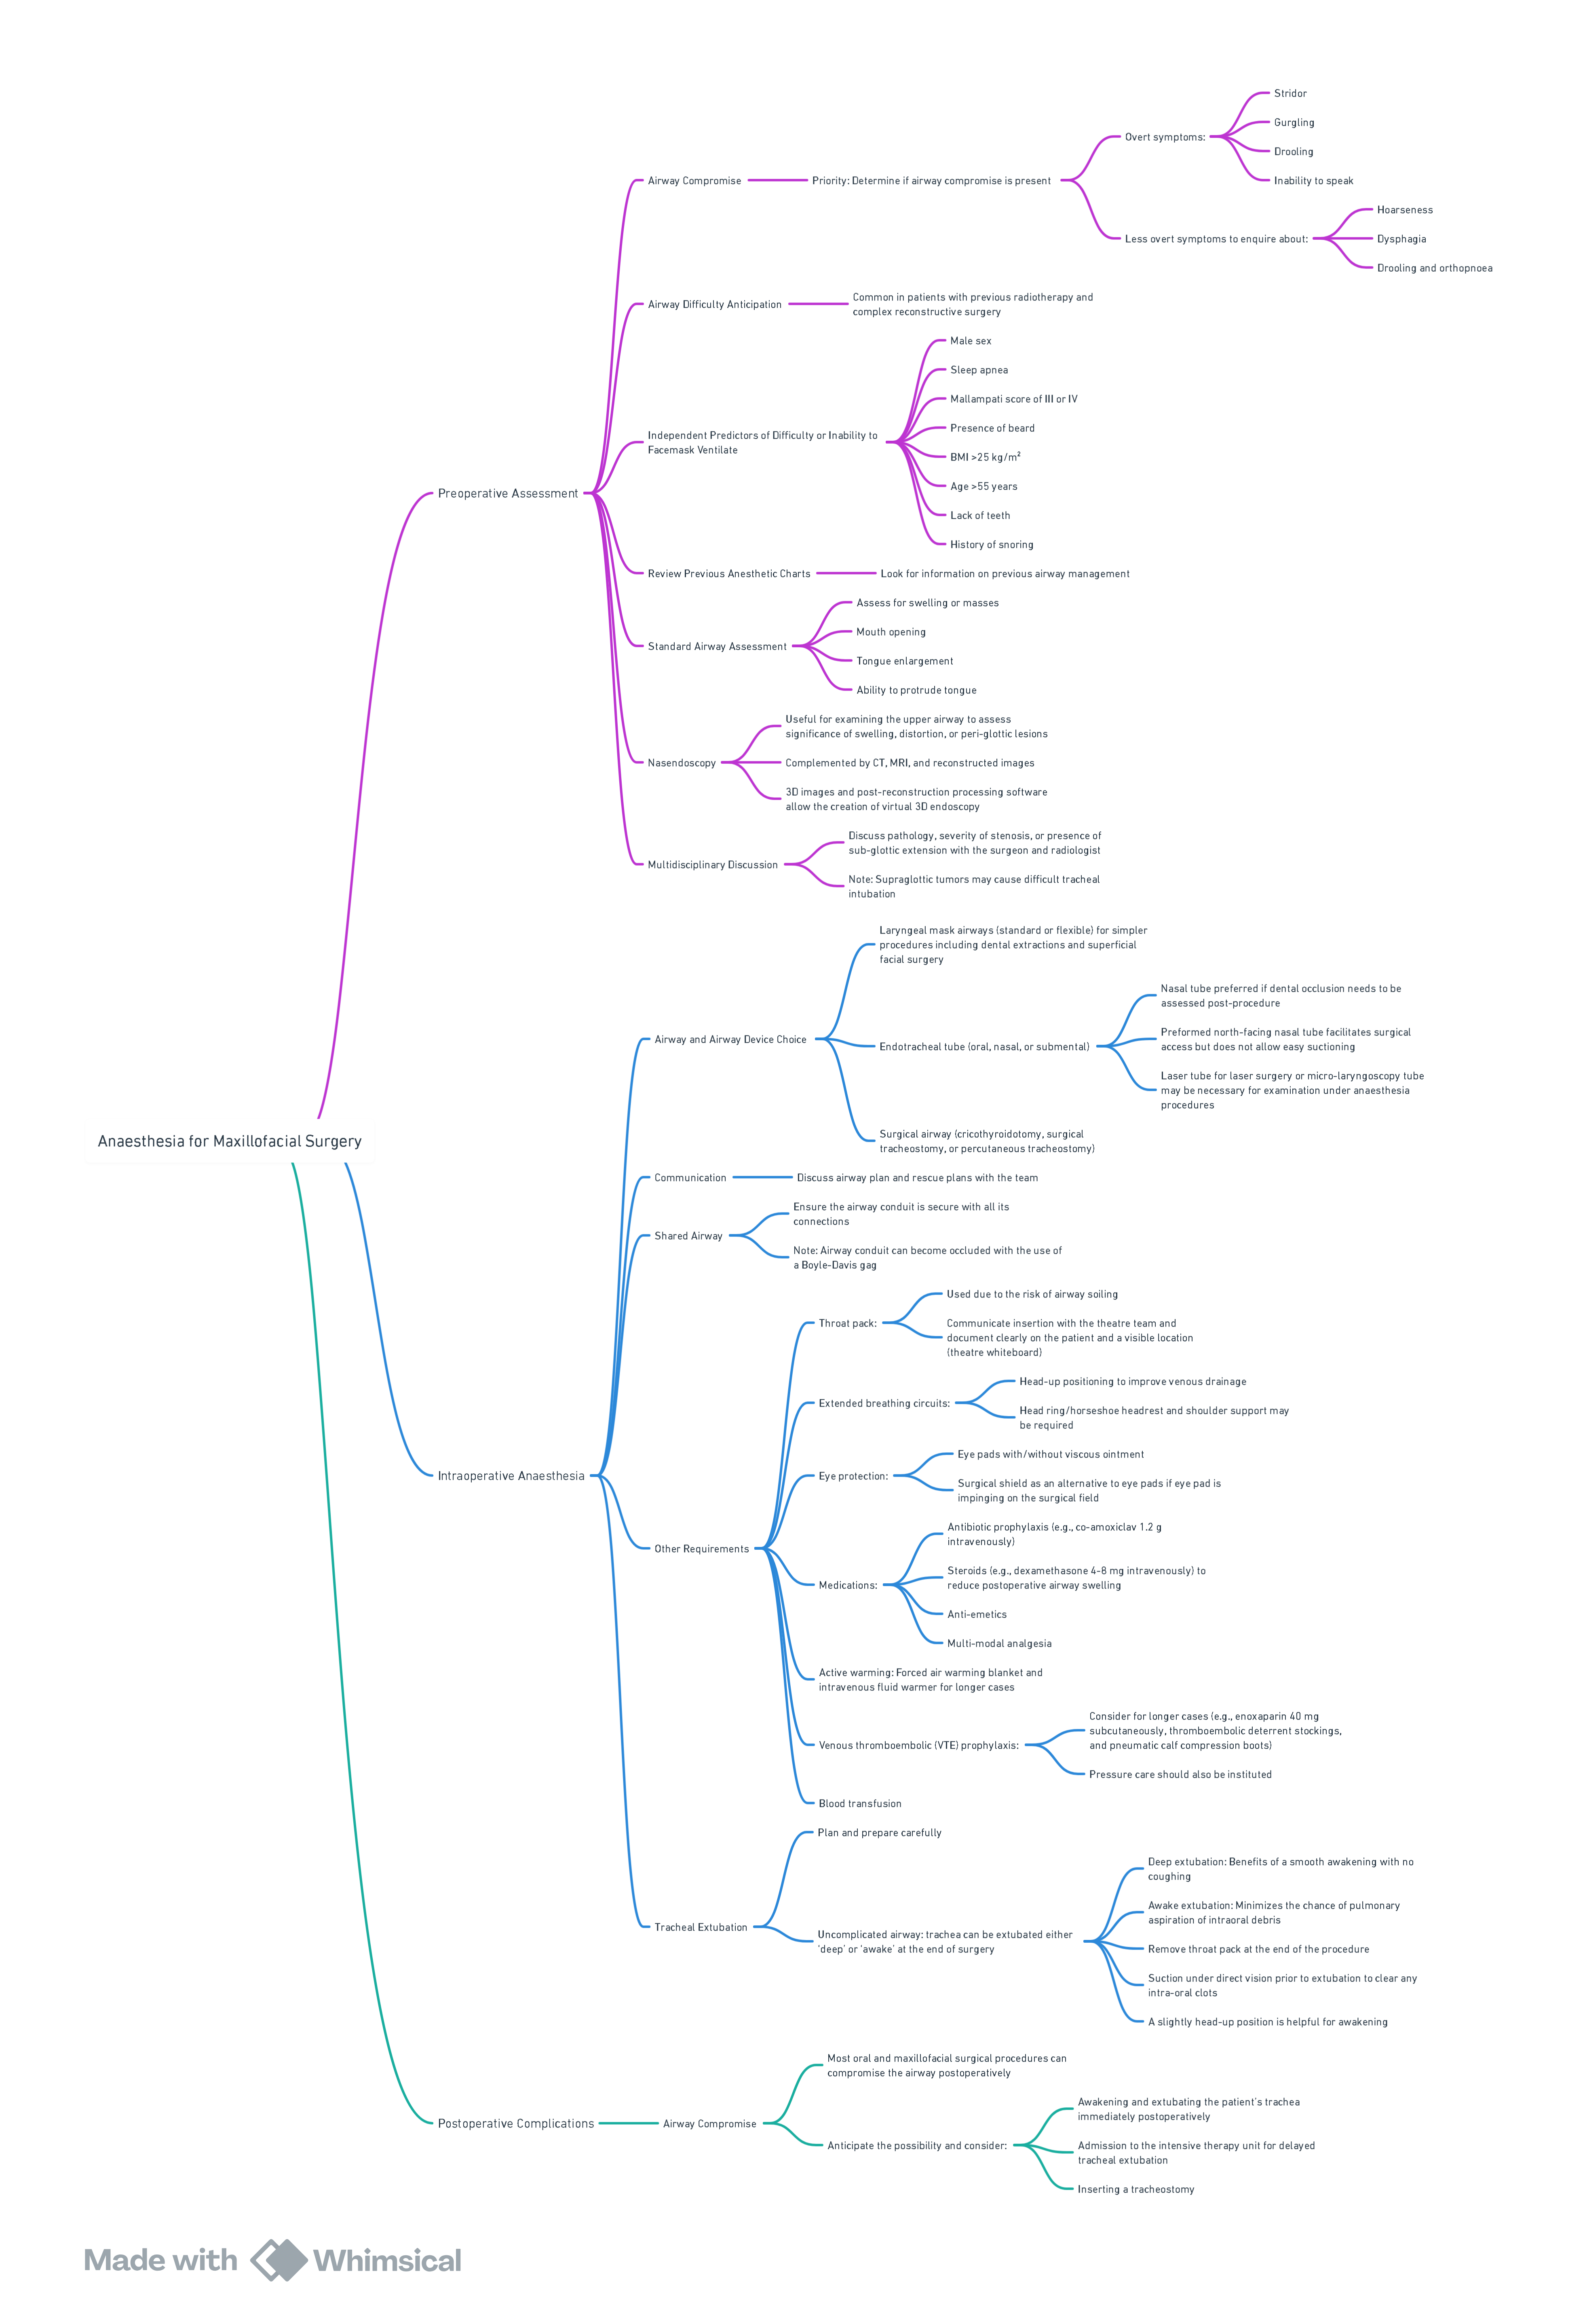 Stridor
Gurgling
Overt symptoms:
Drooling
Airway Compromise
Priority: Determine if airway compromise is present
Inability to speak
Hoarseness
Less overt symptoms to enquire about:
Dysphagia
Drooling and orthopnoea
Airway Difficulty Anticipation
Common in patients with previous radiotherapy and
complex reconstructive surgery
Male sex
Sleep apnea
Mallampati score of III or IV
Presence of beard
Independent Predictors of Difficulty or Inability to
Facemask Ventilate
BMI >25 kg/m²
Age >55 years
Preoperative Assessment
Lack of teeth
History of snoring
Review Previous Anesthetic Charts
Look for information on previous airway management
Assess for swelling or masses
Mouth opening
Standard Airway Assessment
Tongue enlargement
Ability to protrude tongue
Useful for examining the upper airway to assess
significance of swelling, distortion, or peri-glottic lesions
Nasendoscopy
Complemented by CT, MRI, and reconstructed images
3D images and post-reconstruction processing software
allow the creation of virtual 3D endoscopy
Discuss pathology, severity of stenosis, or presence of
sub-glottic extension with the surgeon and radiologist
Multidisciplinary Discussion
Note: Supraglottic tumors may cause difficult tracheal
intubation
Laryngeal mask airways (standard or flexible) for simpler
procedures including dental extractions and superficial
facial surgery
Nasal tube preferred if dental occlusion needs to be
assessed post-procedure
Airway and Airway Device Choice
Endotracheal tube (oral, nasal, or submental)
Preformed north-facing nasal tube facilitates surgical
access but does not allow easy suctioning
Laser tube for laser surgery or micro-laryngoscopy tube
may be necessary for examination under anaesthesia
procedures
Anaesthesia for Maxillofacial Surgery
Surgical airway (cricothyroidotomy, surgical
tracheostomy, or percutaneous tracheostomy)
Communication
Discuss airway plan and rescue plans with the team
Ensure the airway conduit is secure with all its
connections
Shared Airway
Note: Airway conduit can become occluded with the use of
a Boyle-Davis gag
Used due to the risk of airway soiling
Throat pack:
Communicate insertion with the theatre team and
document clearly on the patient and a visible location
(theatre whiteboard)
Head-up positioning to improve venous drainage
Extended breathing circuits:
Head ring/horseshoe headrest and shoulder support may
be required
Eye pads with/without viscous ointment
Intraoperative Anaesthesia
Eye protection:
Surgical shield as an alternative to eye pads if eye pad is
impinging on the surgical field
Other Requirements
Antibiotic prophylaxis (e.g., co-amoxiclav 1.2 g
intravenously)
Medications:
Steroids (e.g., dexamethasone 4-8 mg intravenously) to
reduce postoperative airway swelling
Anti-emetics
Multi-modal analgesia
Active warming: Forced air warming blanket and
intravenous fluid warmer for longer cases
Consider for longer cases (e.g., enoxaparin 40 mg
subcutaneously, thromboembolic deterrent stockings,
and pneumatic calf compression boots)
Venous thromboembolic (VTE) prophylaxis:
Pressure care should also be instituted
Blood transfusion
Plan and prepare carefully
Deep extubation: Benefits of a smooth awakening with no
coughing
Awake extubation: Minimizes the chance of pulmonary
aspiration of intraoral debris
Tracheal Extubation
Uncomplicated airway: trachea can be extubated either
'deep' or 'awake' at the end of surgery
Remove throat pack at the end of the procedure
Suction under direct vision prior to extubation to clear any
intra-oral clots
A slightly head-up position is helpful for awakening
Most oral and maxillofacial surgical procedures can
compromise the airway postoperatively
Postoperative Complications
Airway Compromise
Awakening and extubating the patient's trachea
immediately postoperatively
Anticipate the possibility and consider:
Admission to the intensive therapy unit for delayed
tracheal extubation
Inserting a tracheostomy
Made with Whimsical